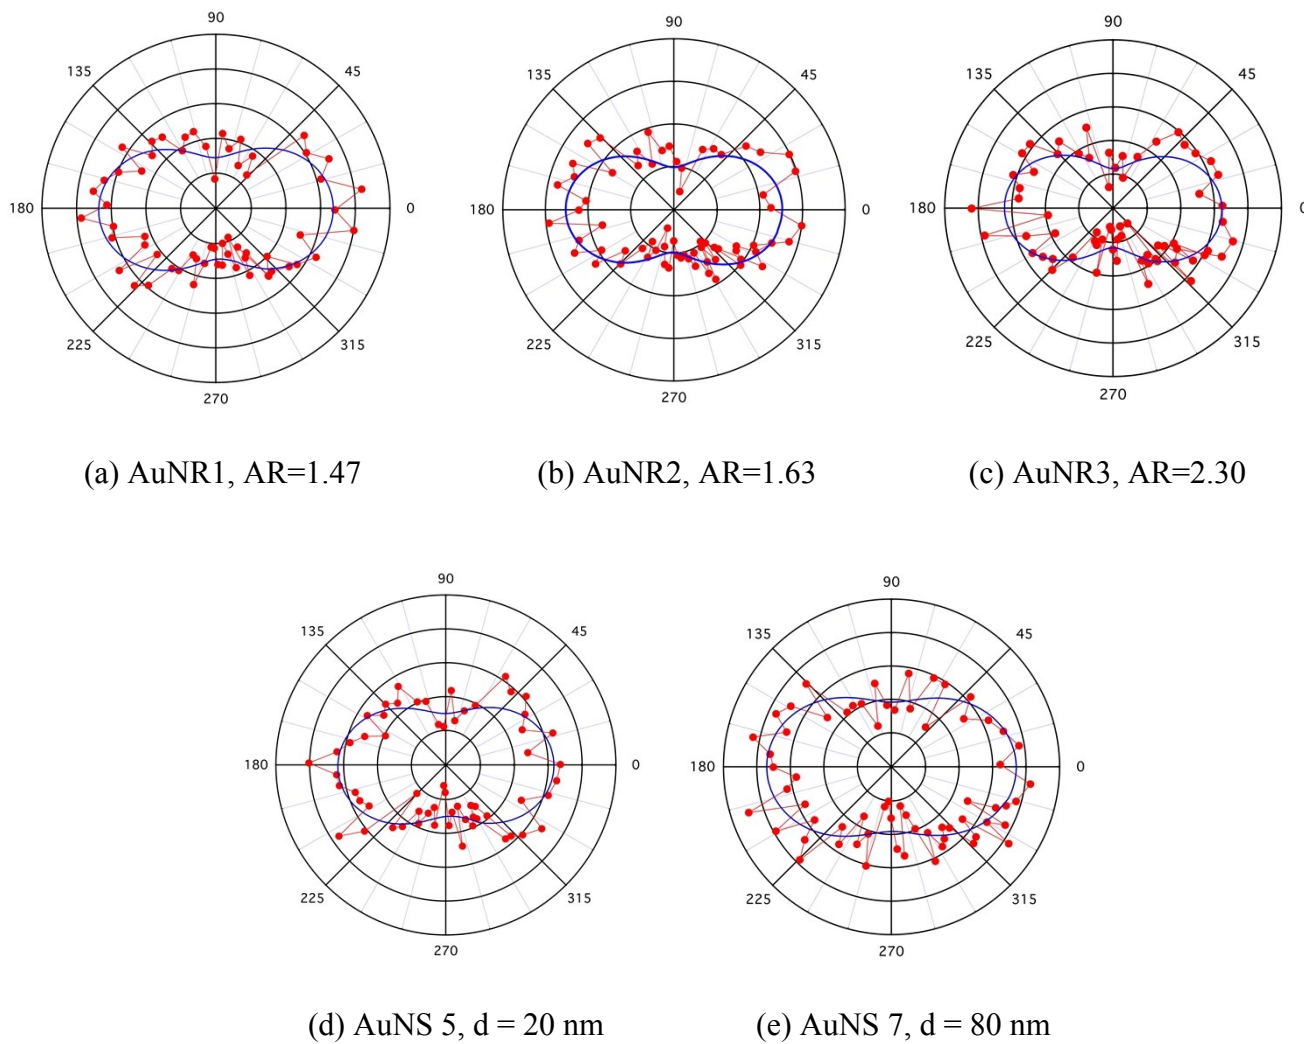 90 90 90
135 45 135 45 135 45
180 0 180 0 180 0
225 315 225 315 225 315
270 270 270
(a) AuNR1, AR=1.47 (b) AuNR2, AR=1.63 (c) AuNR3, AR=2.30
90 90
135 45 135 45
180 0 180 0
225 315 225 315
270 270
(d) AuNS 5, d = 20 nm (e) AuNS 7, d = 80 nm